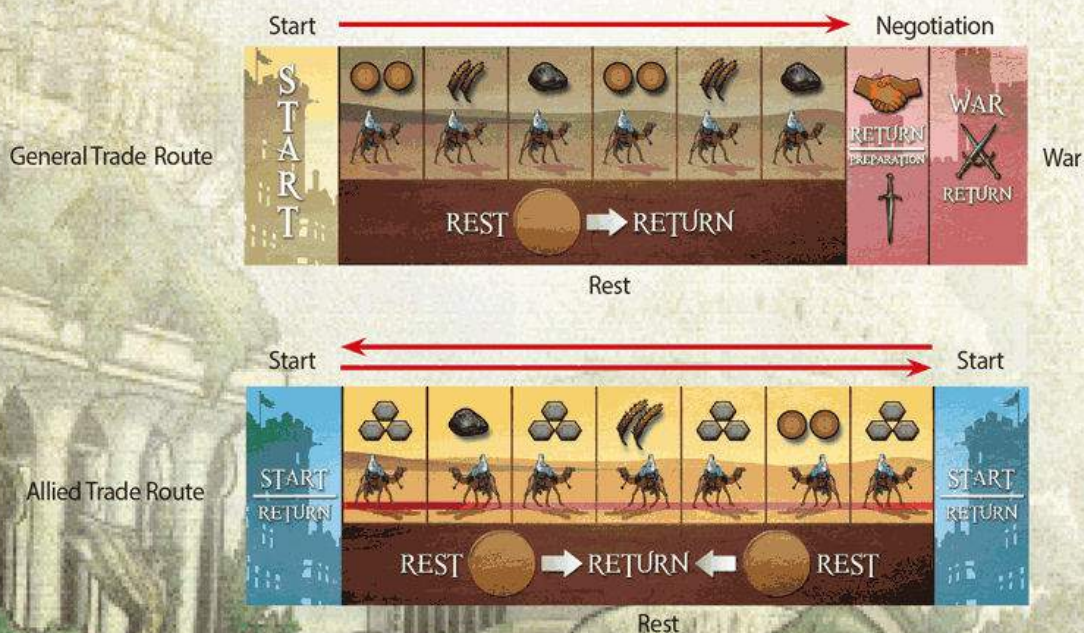 Start
Negotiation
General Trade Route
START
RETURN
PREPARATION
WAR
RETURN
War
REST
RETURN
Rest
Start
Start
Allied Trade Route
START
RETURN
START
RETURN
REST
RETURN
REST
Rest